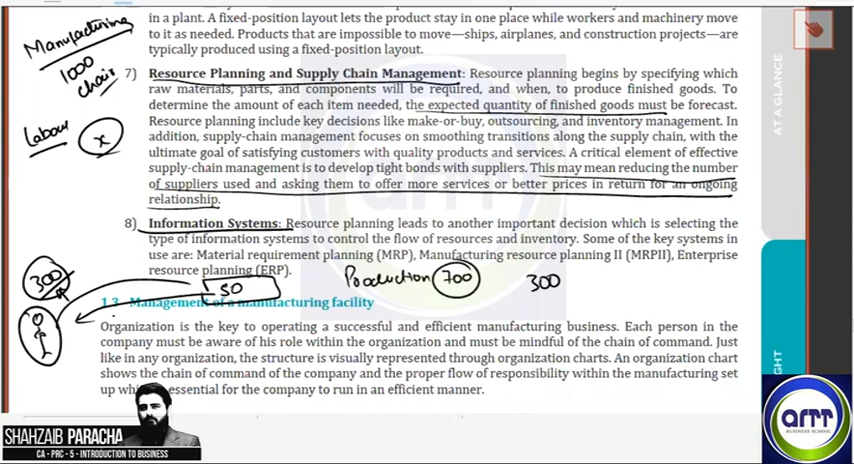 in a plant. A fixed-position layout lets the product stay in one place while workers and machinery move
to it as needed. Products that are impossible to move—ships, airplanes, and construction projects—are
typically produced using a fixed-position layout.
Manufacturing
1000
chair
7) Resource Planning and Supply Chain Management: Resource planning begins by specifying which
raw materials, parts, and components will be required, and when, to produce finished goods. To
determine the amount of each item needed, the expected quantity of finished goods must be forecast.
Resource planning include key decisions like make-or-buy, outsourcing, and inventory management. In
addition, supply-chain management focuses on smoothing transitions along the supply chain, with the
ultimate goal of satisfying customers with quality products and services. A critical element of effective
supply-chain management is to develop tight bonds with suppliers. This may mean reducing the number
of suppliers used and asking them to offer more services or better prices in return for an ongoing
relationship.
Labour x
8) Information Systems: Resource planning leads to another important decision which is selecting the
type of information systems to control the flow of resources and inventory. Some of the key systems in
use are: Material requirement planning (MRP), Manufacturing resource planning II (MRPII), Enterprise
resource planning (ERP).
300 50 Production 700 300
1.3 Management of a manufacturing facility
Organization is the key to operating a successful and efficient manufacturing business. Each person in the
company must be aware of his role within the organization and must be mindful of the chain of command. Just
like in any organization, the structure is visually represented through organization charts. An organization chart
shows the chain of command of the company and the proper flow of responsibility within the manufacturing set
up essential for the company to run in an efficient manner.
AT A GLANCE
GHT
SHAHZAIB PARACHA
CA - PRC - 5 - INTRODUCTION TO BUSINESS
artt
BUSINESS SCHOOL